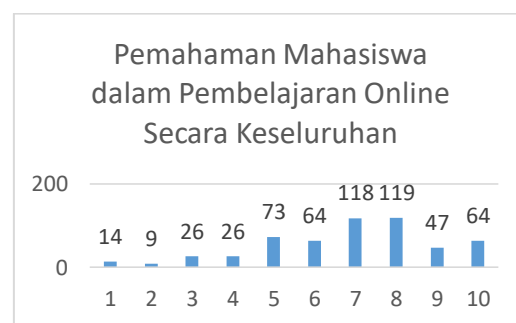 Pemahaman Mahasiswa
dalam Pembelajaran Online
Secara Keseluruhan
200
0
14 9 26 26 73 64 118 119 47 64
1 2 3 4 5 6 7 8 9 10